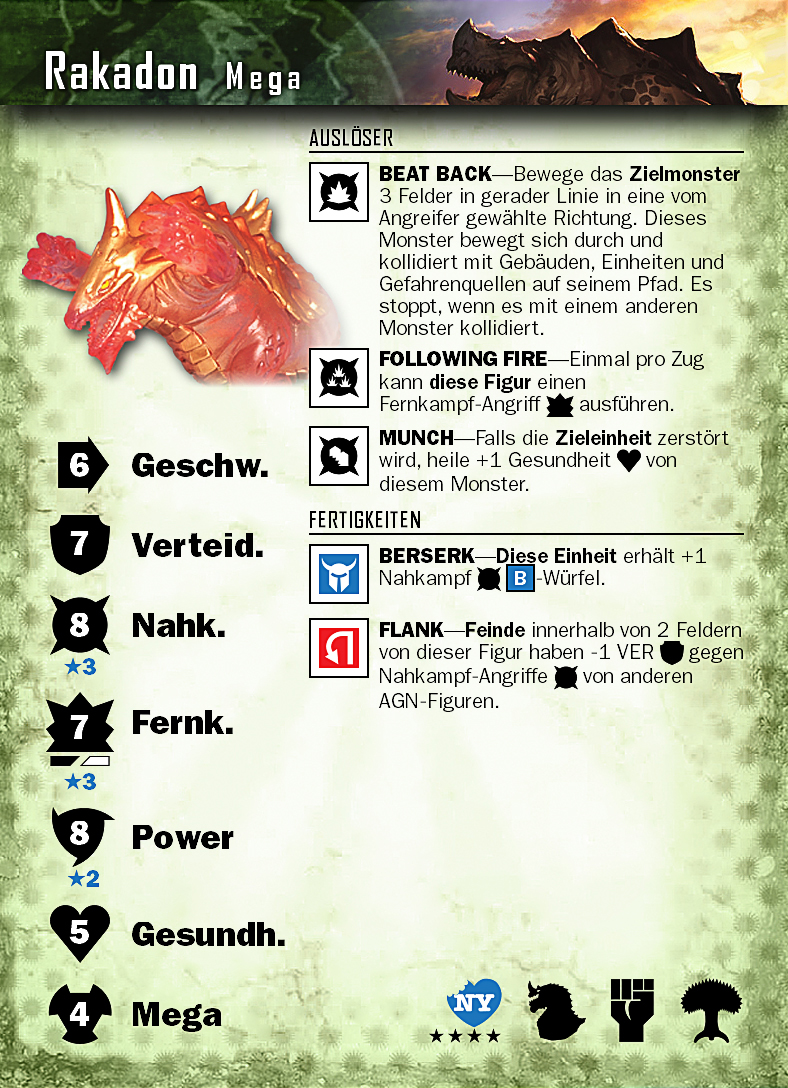 Rakadon Mega
AUSLÖSER
BEAT BACK—Bewege das Zielmonster
3 Felder in gerader Linie in eine vom
Angreifer gewählte Richtung. Dieses
Monster bewegt sich durch und
kollidiert mit Gebäuden, Einheiten und
Gefahrenquellen auf seinem Pfad. Es
stoppt, wenn es mit einem anderen
Monster kollidiert.
FOLLOWING FIRE—Einmal pro Zug
kann diese Figur einen
Fernkampf-Angriff ausführen.
MUNCH—Falls die Zieleinheit zerstört
wird, heile +1 Gesundheit von
diesem Monster.
FERTIGKEITEN
BERSERK—Diese Einheit erhält +1
Nahkampf B-Würfel.
FLANK—Feinde innerhalb von 2 Feldern
von dieser Figur haben -1 VER gegen
Nahkampf-Angriffe von anderen
AGN-Figuren.
6 Geschw.
7 Verteid.
8 Nahk.
★3
7 Fernk.
★3
8 Power
★2
5 Gesundh.
4 Mega
NY
★★★★